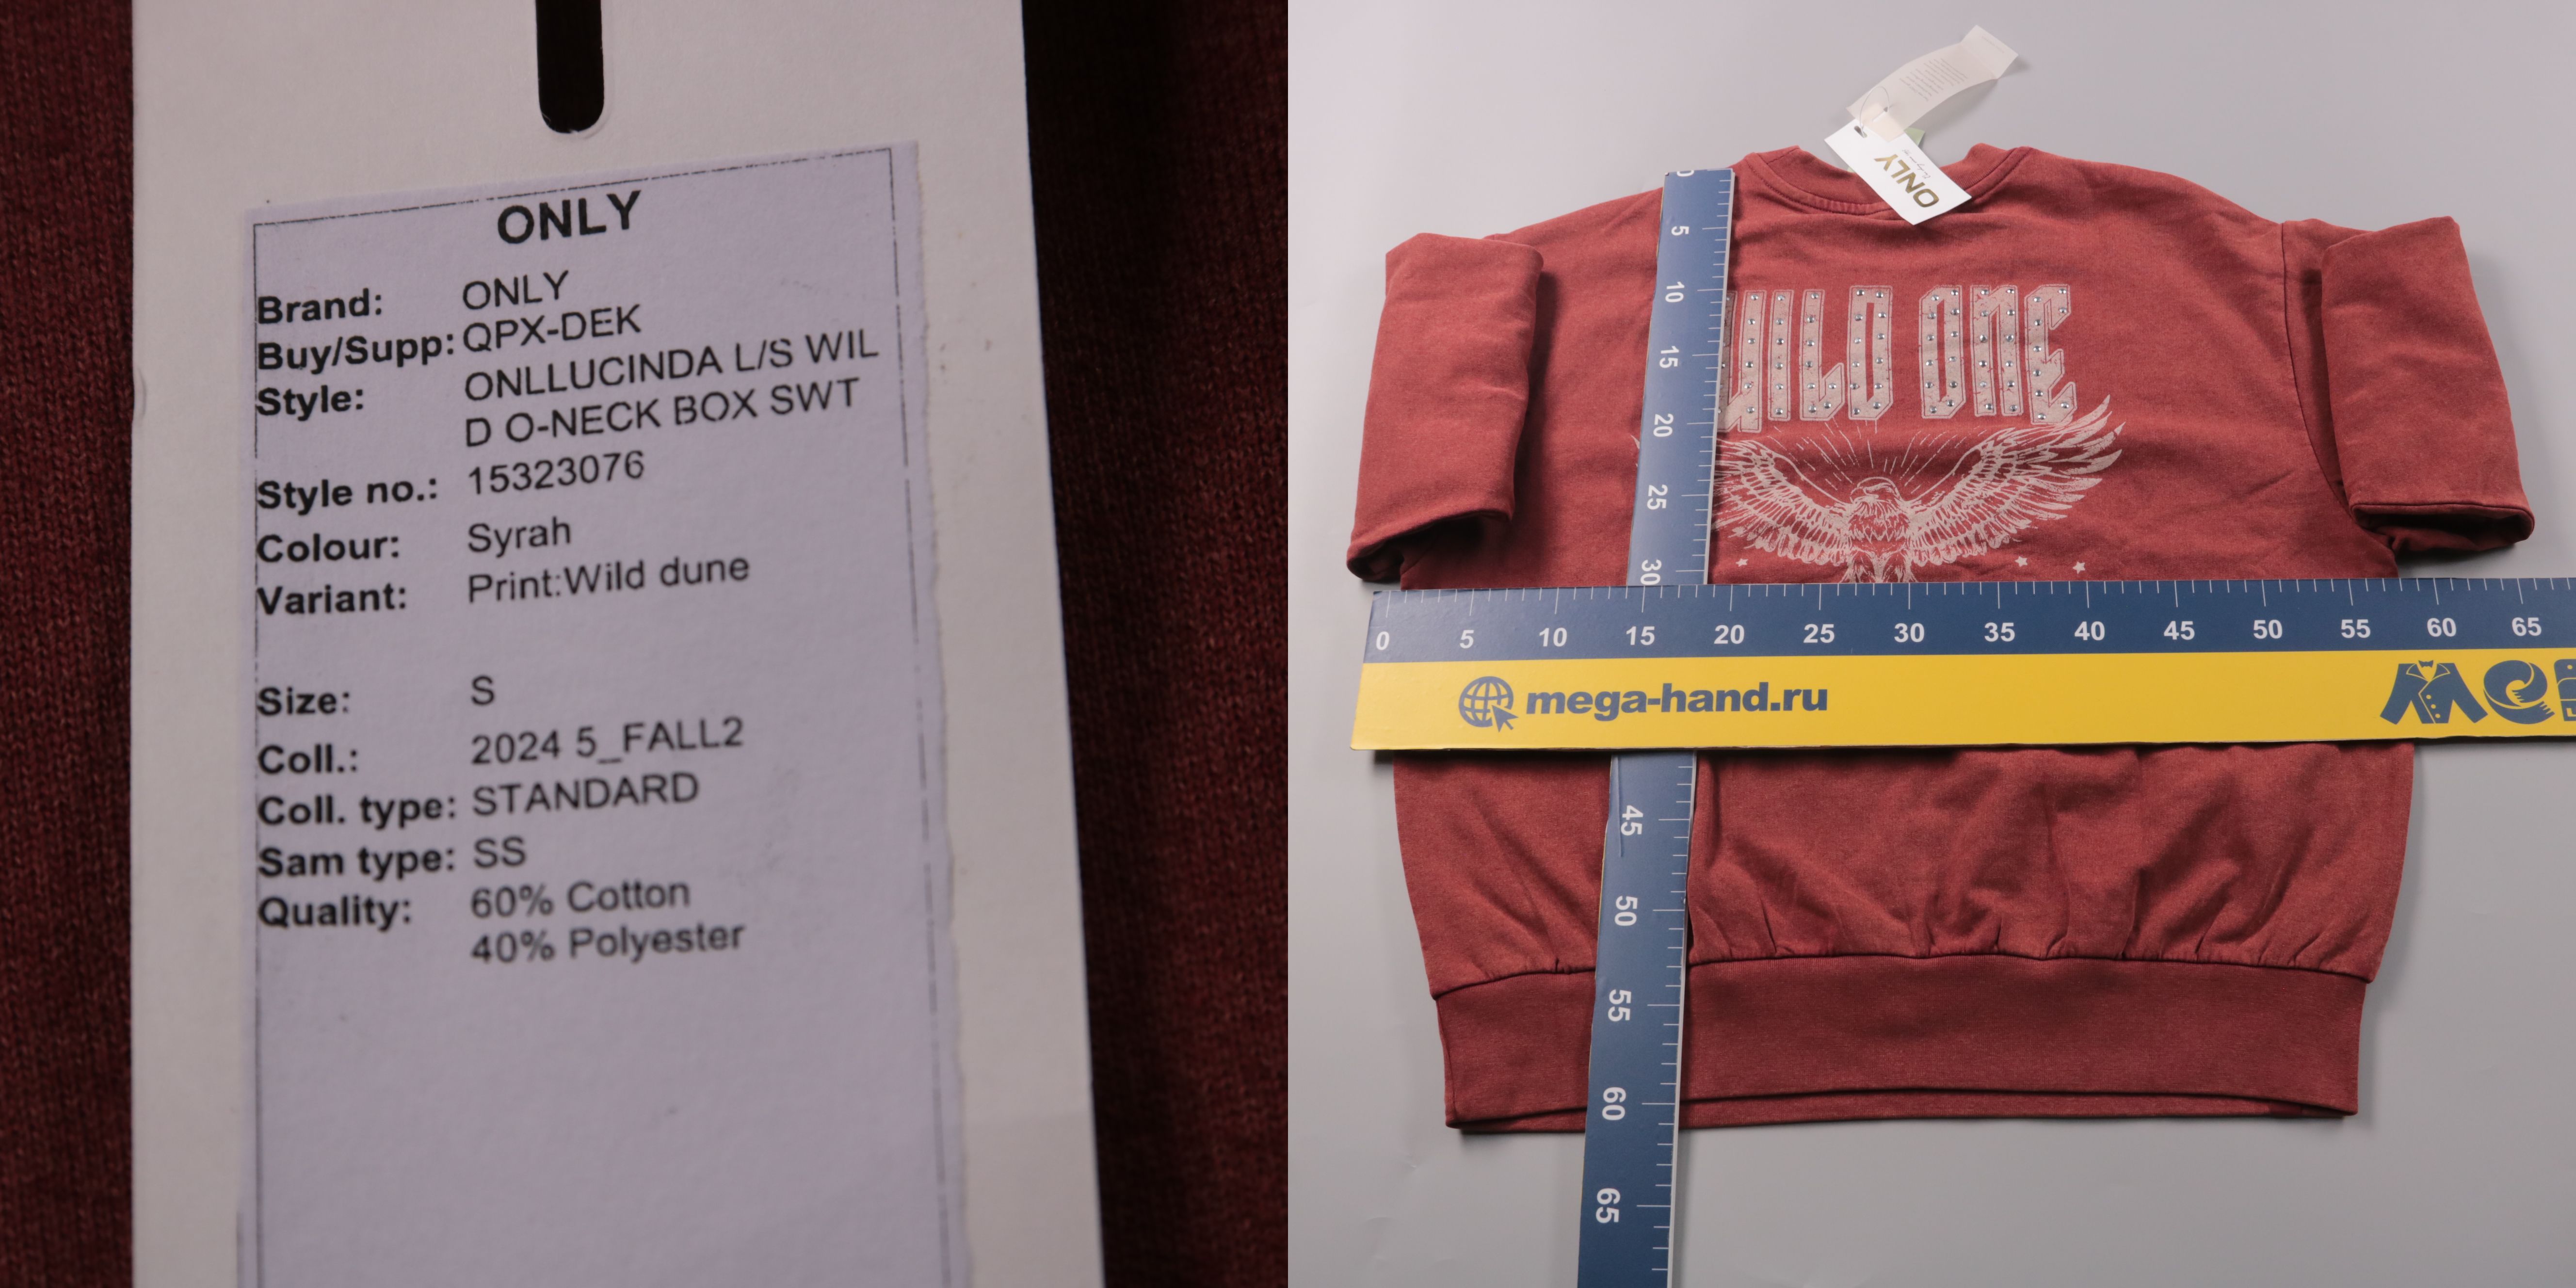 ONLY
Brand: ONLY
Buy/Supp: QPX-DEK
Style: ONLLUCINDA L/S WIL
D O-NECK BOX SWT
Style no.: 15323076
Colour: Syrah
Variant: Print:Wild dune
Size: S
Coll.: 2024 5_FALL2
Coll. type: STANDARD
Sam type: SS
Quality: 60% Cotton
40% Polyester
ONLY
WILD ONE
0 5 10 15 20 25 30
0 5 10 15 20 25 30 35 40 45 50 55 60 65
mega-hand.ru
45 50 55 60 65